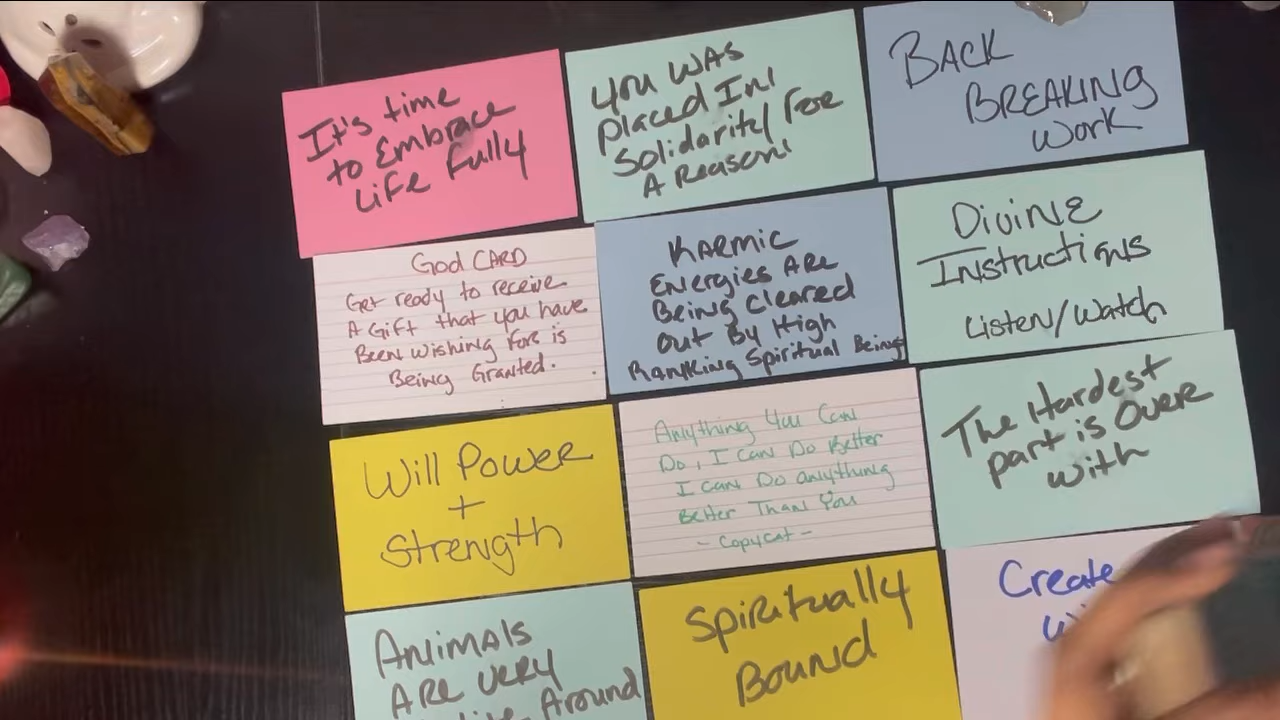 It's time
to Embrace
Life Fully
You was
placed In/
Solidarity/For
A Reason!
BACK
BREAKING
Work
God CARD
Get ready to receive
A Gift that you have
Been wishing for is
Being Granted.
KARMIC
Energies Are
Being Cleared
out By High
Ranking Spiritual Beings
Divine
Instructions
Listen/Watch
Will Power
+
Strength
Anything You Can
Do, I Can Do Better
I can Do anything
Better Than You
- Copycat -
The Hardest
part is Over
with
Animals
Are very
Around
Spiritually
Bound
Create